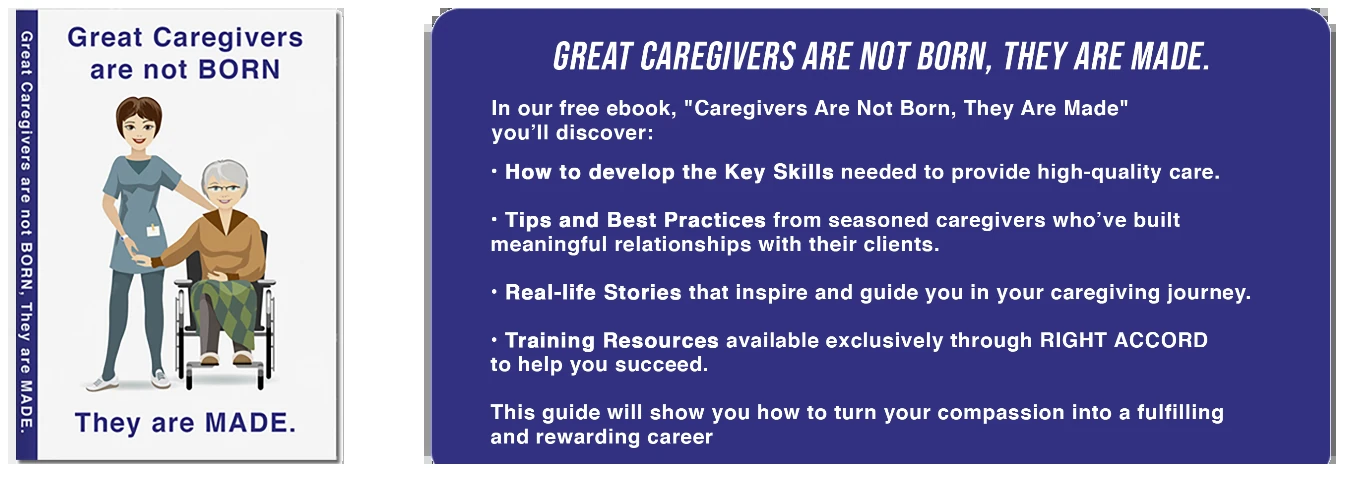 Great Caregivers are not BORN, They are MADE.
Great Caregivers
are not BORN
They are MADE.
GREAT CAREGIVERS ARE NOT BORN, THEY ARE MADE.
In our free ebook, "Caregivers Are Not Born, They Are Made"
you’ll discover:
· How to develop the Key Skills needed to provide high-quality care.
· Tips and Best Practices from seasoned caregivers who’ve built
meaningful relationships with their clients.
· Real-life Stories that inspire and guide you in your caregiving journey.
· Training Resources available exclusively through RIGHT ACCORD
to help you succeed.
This guide will show you how to turn your compassion into a fulfilling
and rewarding career